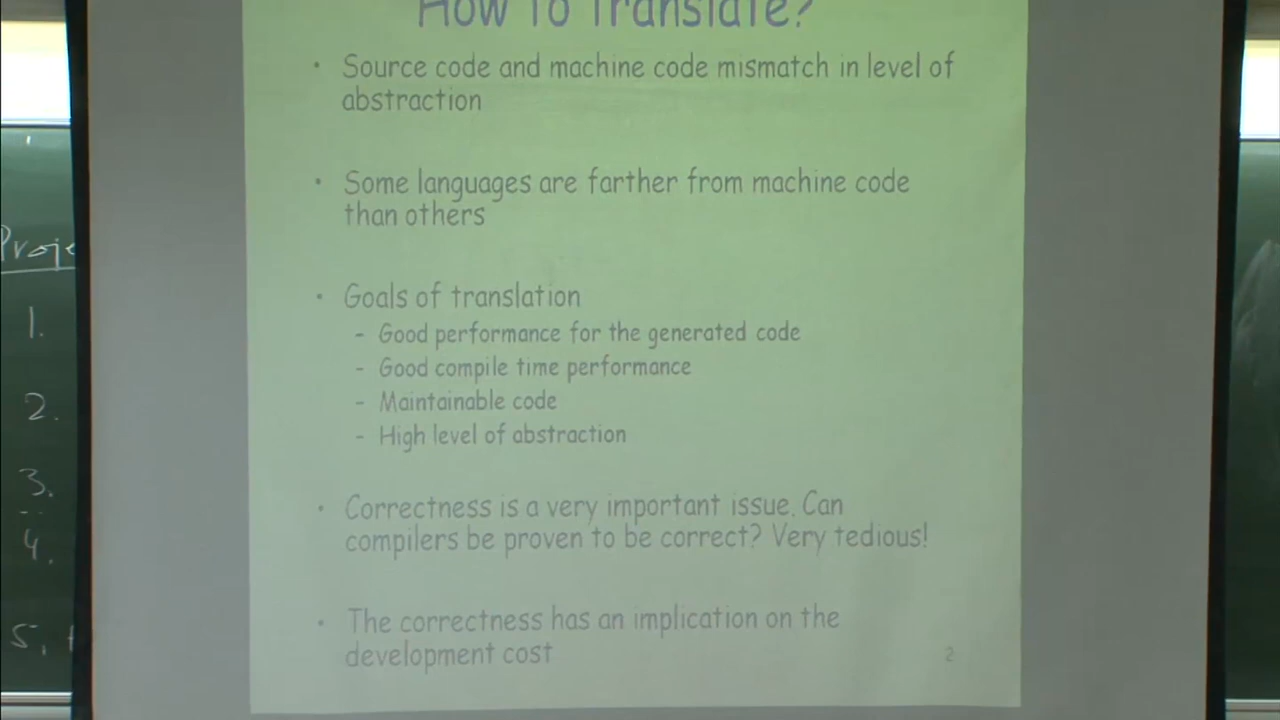 How to Translate?
• Source code and machine code mismatch in level of
abstraction
• Some languages are farther from machine code
than others
• Goals of translation
- Good performance for the generated code
- Good compile time performance
- Maintainable code
- High level of abstraction
• Correctness is a very important issue. Can
compilers be proven to be correct? Very tedious!
• The correctness has an implication on the
development cost
2
Proje
1.
2.
3.
4.
5.